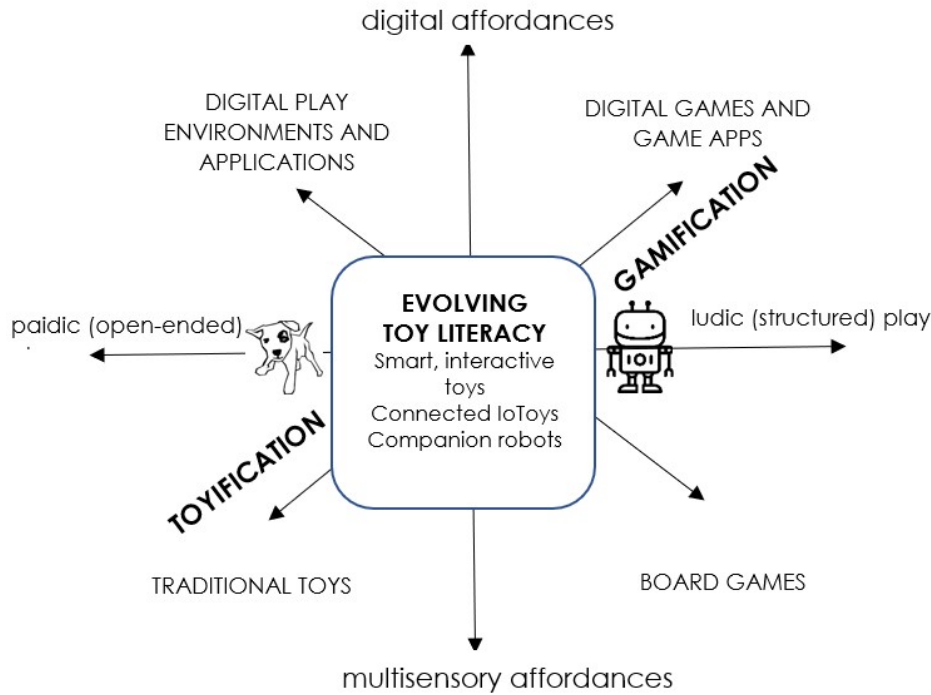 digital affordances
DIGITAL PLAY
ENVIRONMENTS AND
APPLICATIONS
DIGITAL GAMES AND
GAME APPS
GAMIFICATION
EVOLVING
TOY LITERACY
Smart, interactive
toys
Connected IoToys
Companion robots
paidic (open-ended)
ludic (structured) play
TOYIFICATION
TRADITIONAL TOYS
BOARD GAMES
multisensory affordances